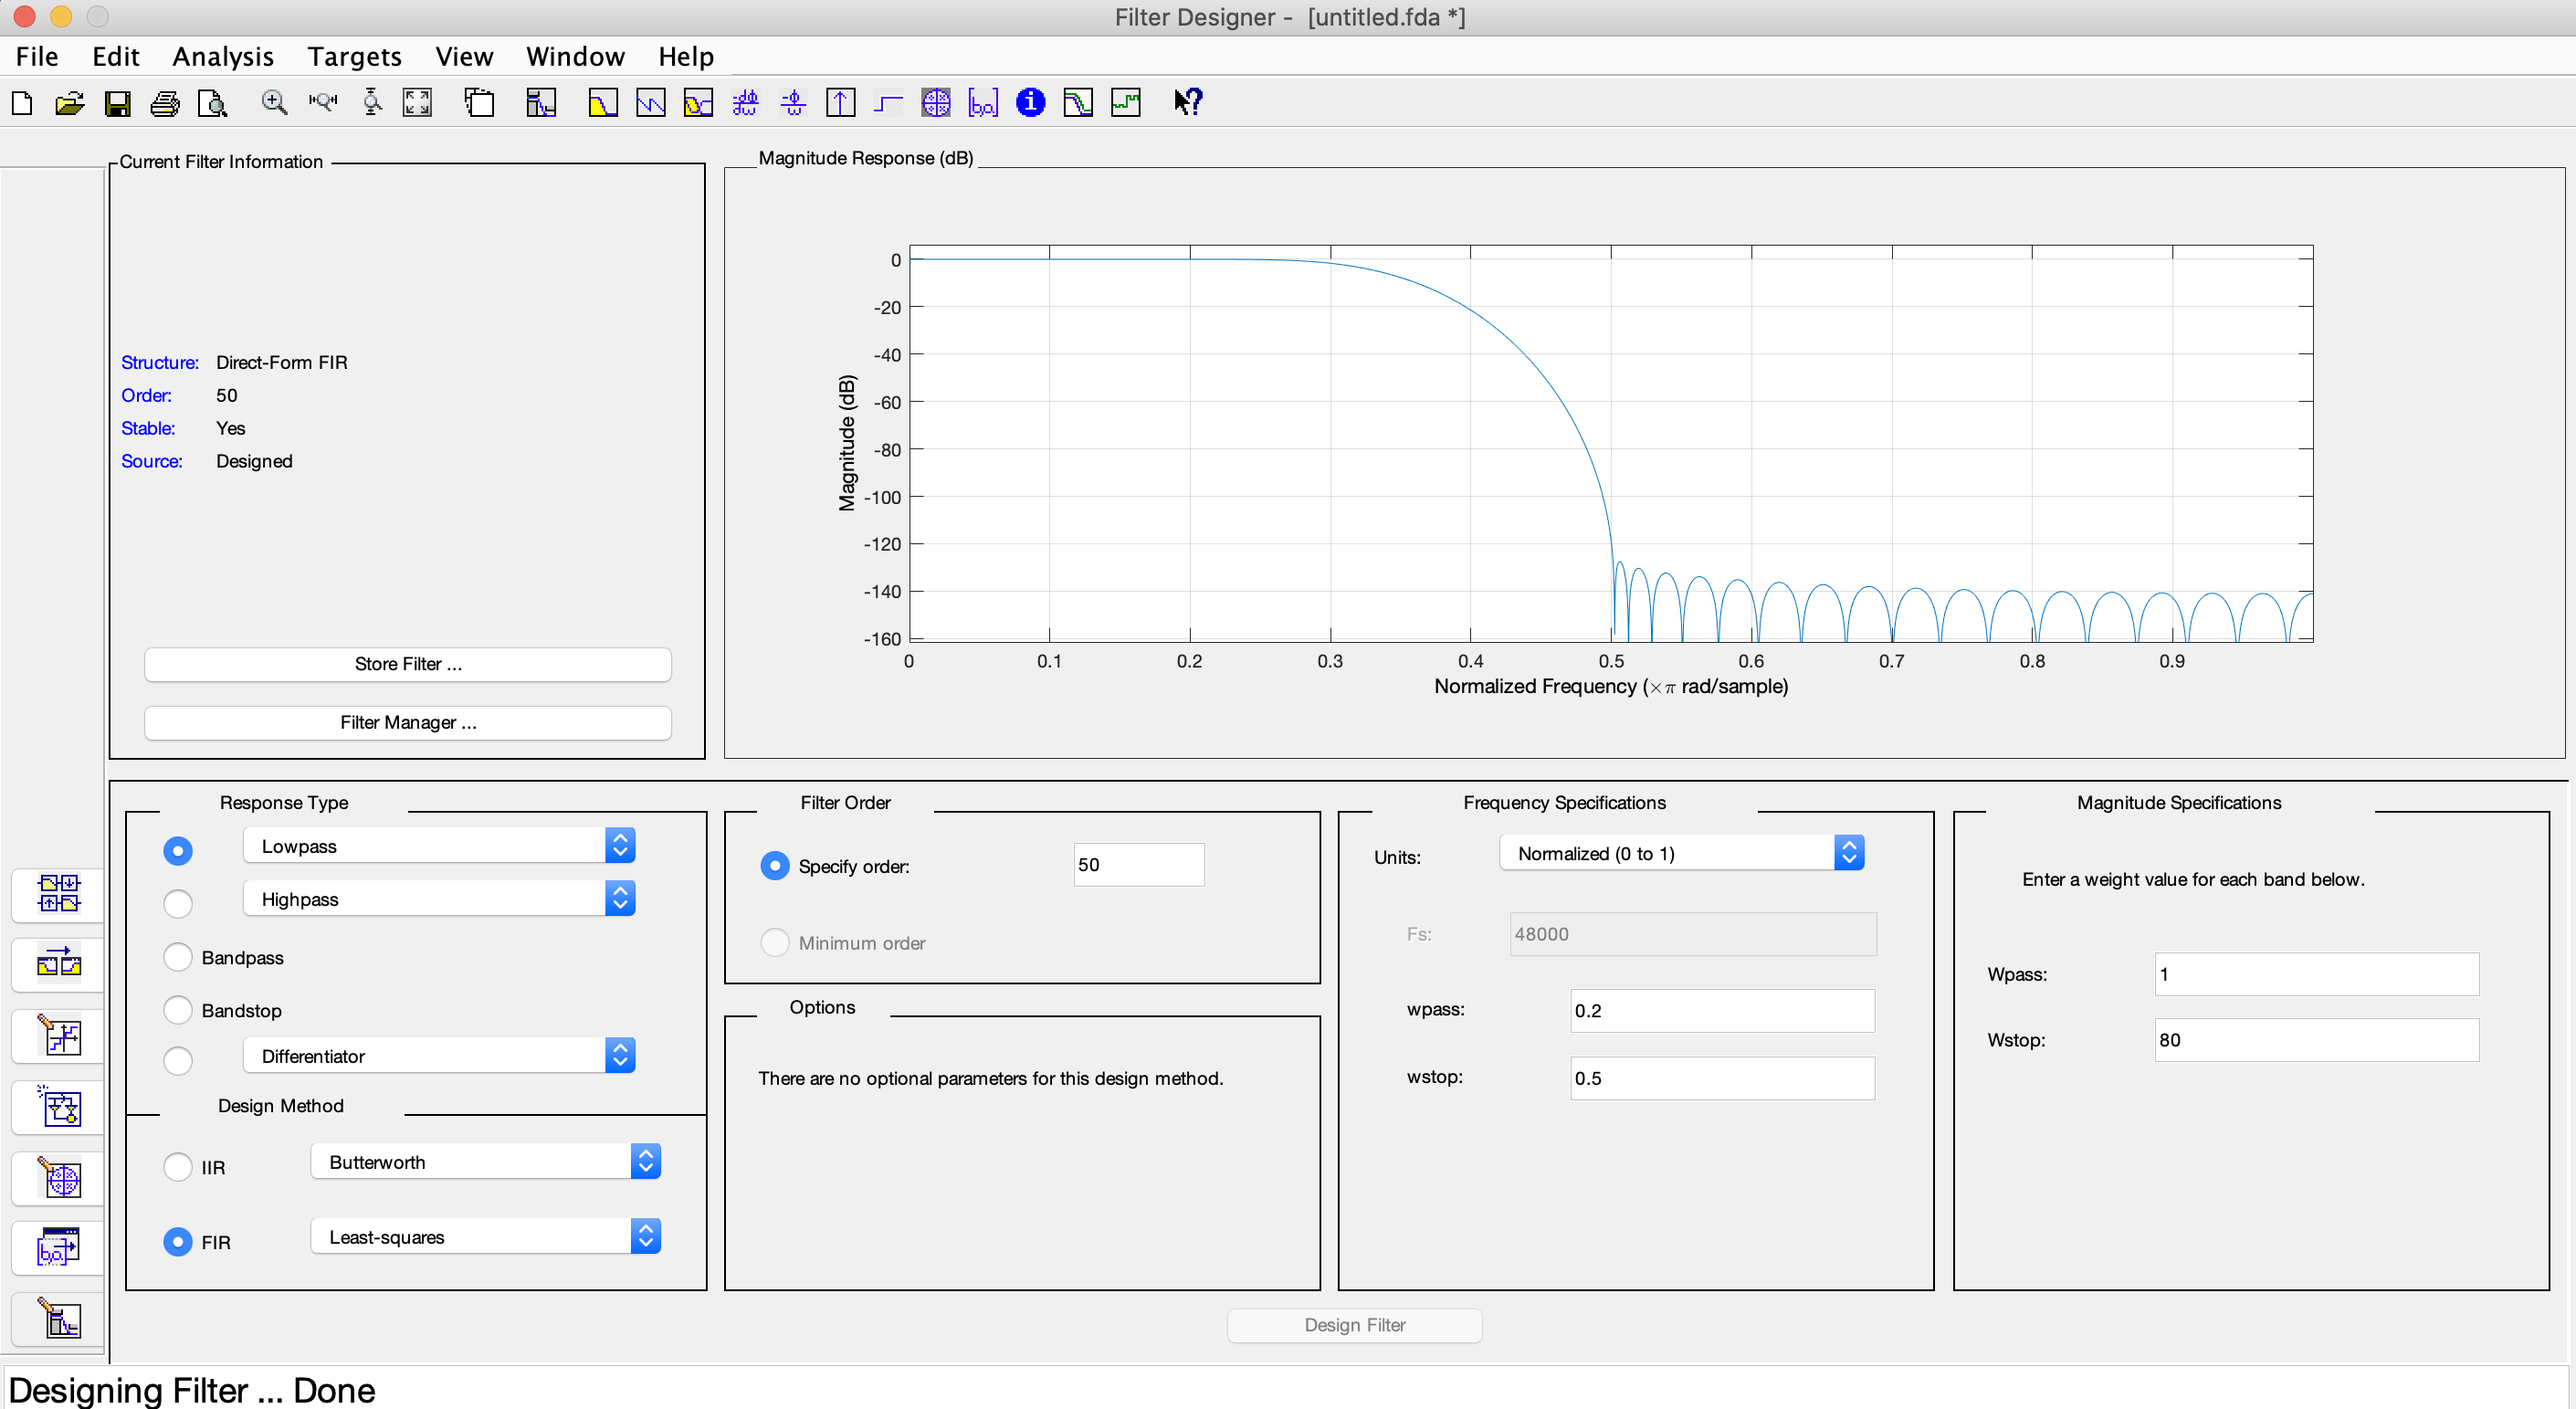 Filter Designer - [untitled.fda *]
File Edit Analysis Targets View Window Help
Current Filter Information
Structure: Direct-Form FIR
Order: 50
Stable: Yes
Source: Designed
Store Filter ...
Filter Manager ...
Magnitude Response (dB)
0
-20
-40
-60
-80
-100
-120
-140
-160
Magnitude (dB)
0 0.1 0.2 0.3 0.4 0.5 0.6 0.7 0.8 0.9
Normalized Frequency (×π rad/sample)
Response Type
Lowpass
Highpass
Bandpass
Bandstop
Differentiator
Design Method
IIR Butterworth
FIR Least-squares
Filter Order
Specify order: 50
Minimum order
Options
There are no optional parameters for this design method.
Frequency Specifications
Units: Normalized (0 to 1)
Fs: 48000
wpass: 0.2
wstop: 0.5
Magnitude Specifications
Enter a weight value for each band below.
Wpass: 1
Wstop: 80
Design Filter
Designing Filter ... Done